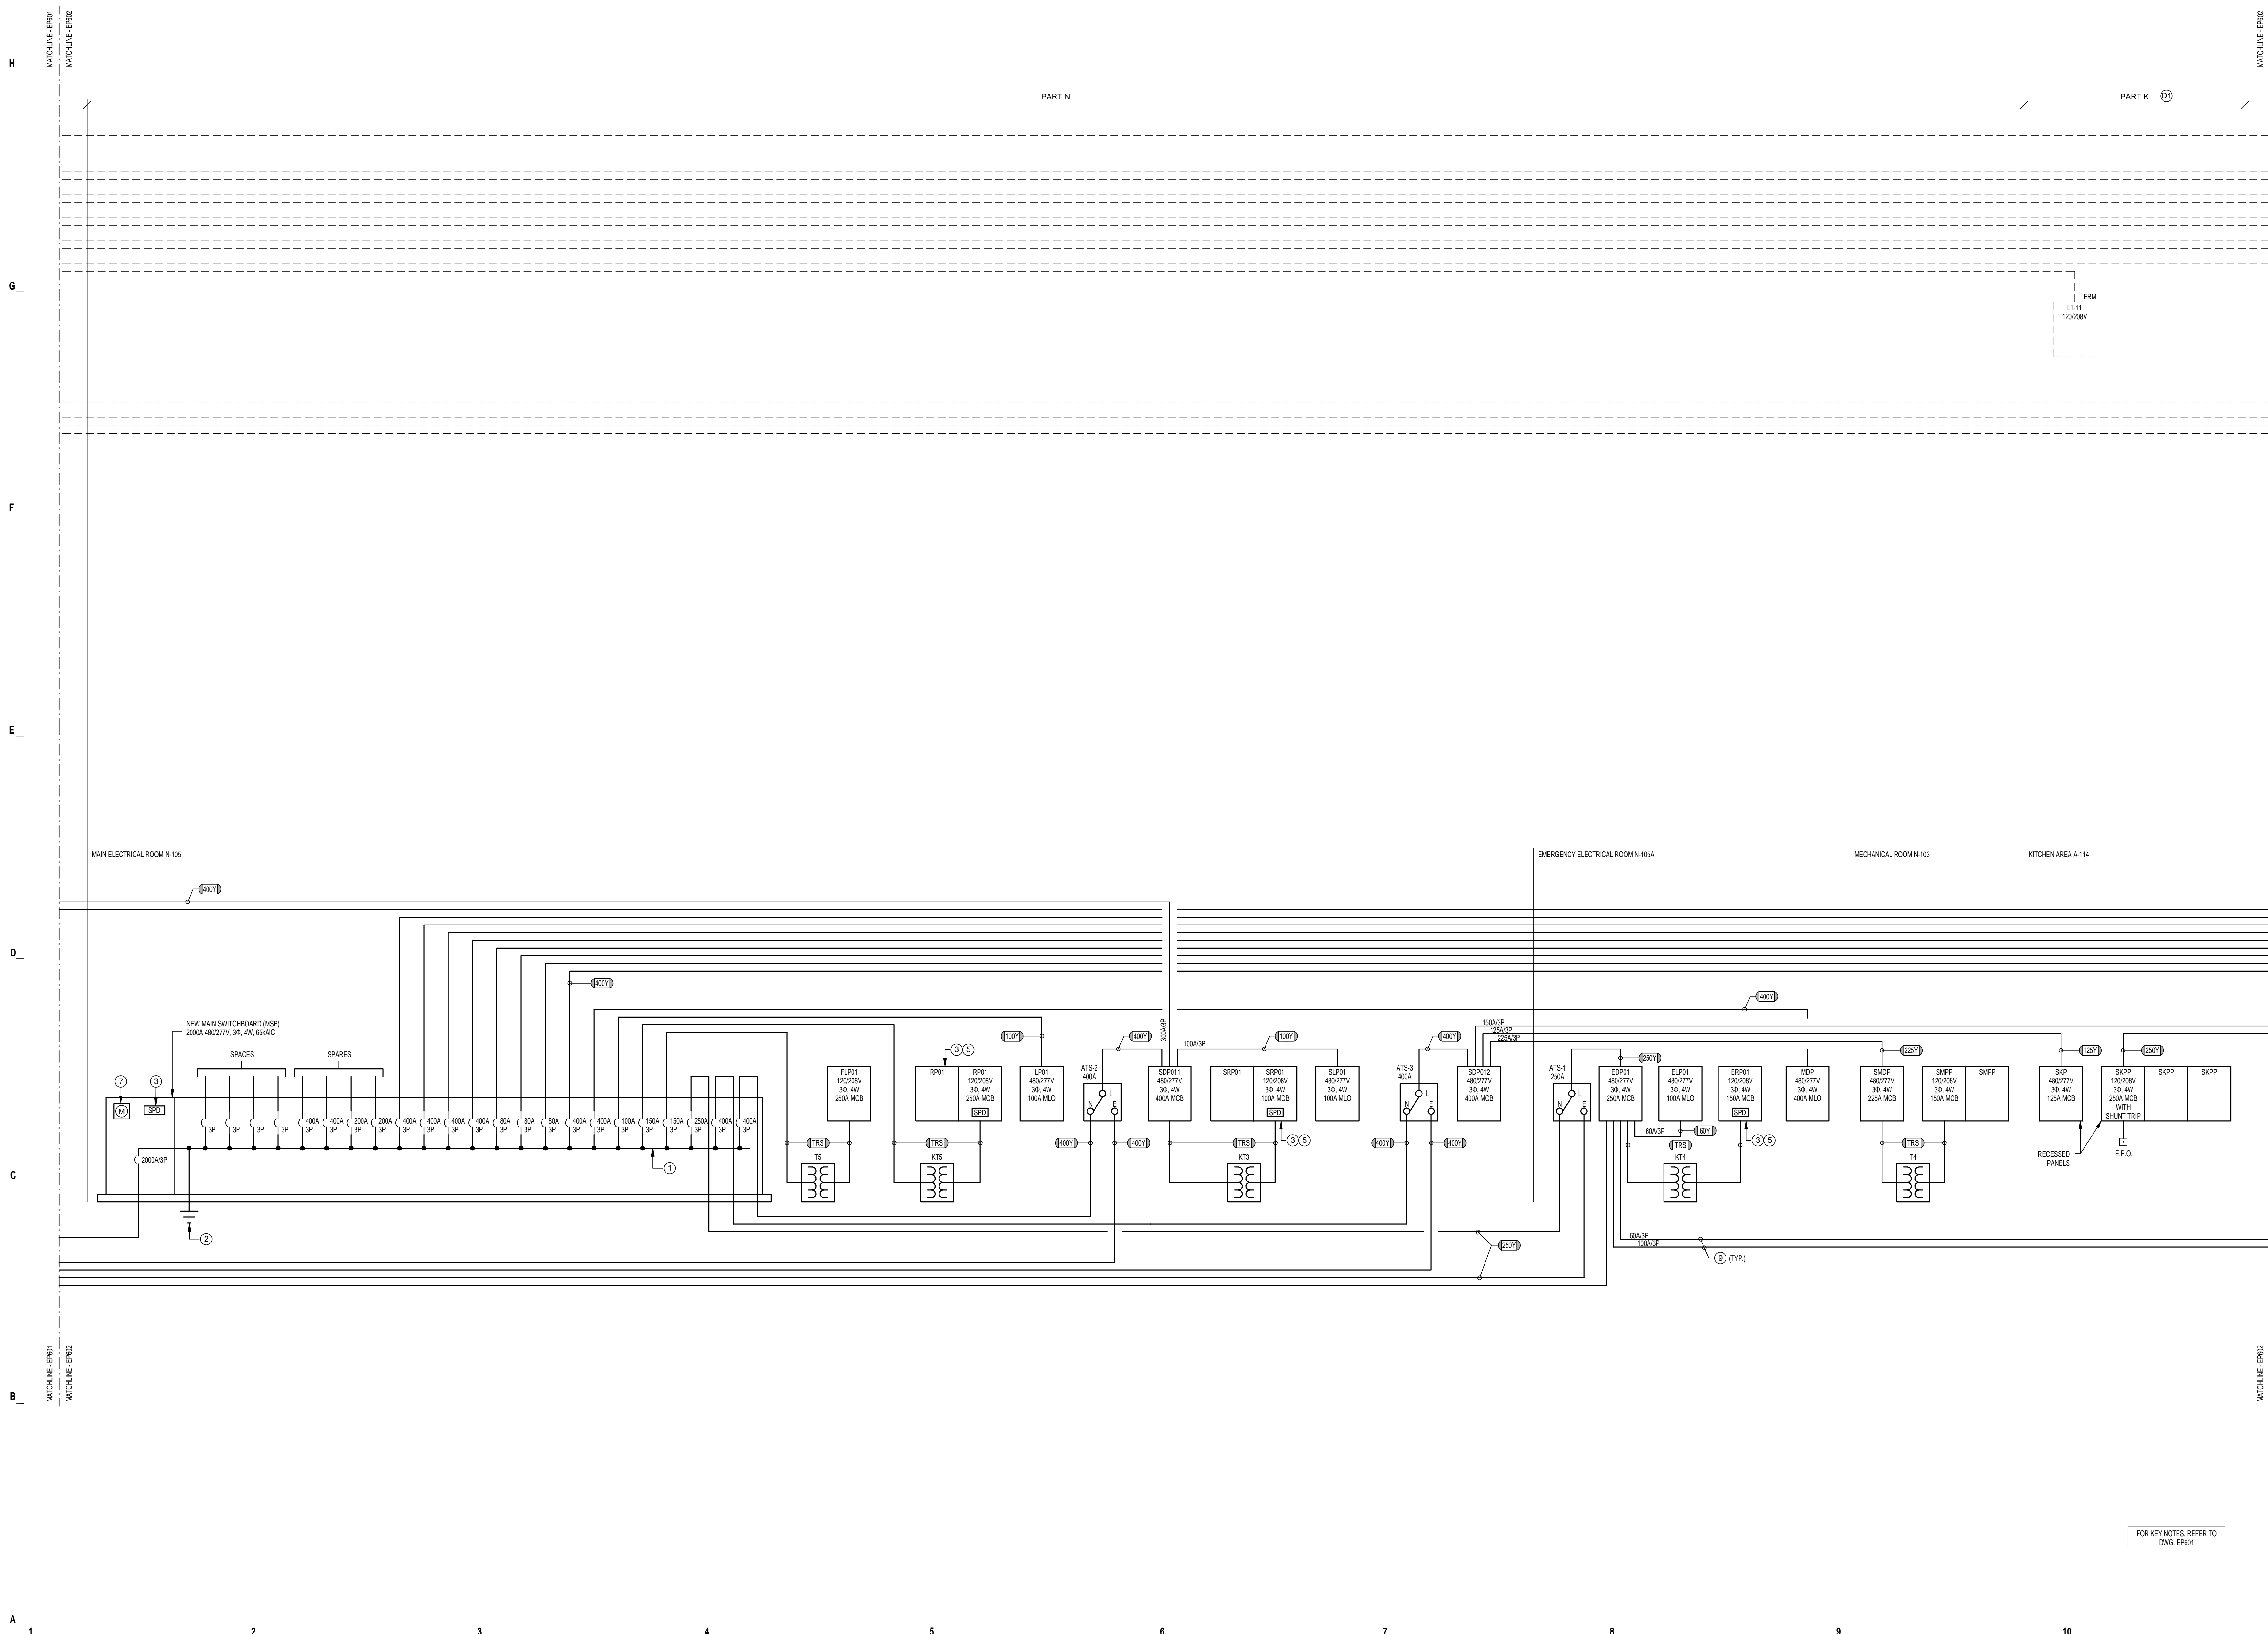 MATCHLINE - EP601
MATCHLINE - EP602
MATCHLINE - EP602
H
PART N
PART K D1
G
ERM
L1-11
120/208V
F
E
MAIN ELECTRICAL ROOM N-105
EMERGENCY ELECTRICAL ROOM N-105A
MECHANICAL ROOM N-103
KITCHEN AREA A-114
400Y
D
400Y
400Y
NEW MAIN SWITCHBOARD (MSB)
2000A 480/277V, 3Φ, 4W, 65kAIC
SPACES
SPARES
7
3
M
SPD
3P
3P
3P
3P
400A
3P
400A
3P
200A
3P
200A
3P
400A
3P
400A
3P
400A
3P
400A
3P
80A
3P
80A
3P
80A
3P
400A
3P
400A
3P
100A
3P
150A
3P
150A
3P
250A
3P
400A
3P
400A
3P
2000A/3P
1
2
FLP01
120/208V
3Φ, 4W
250A MCB
TRS
T5
3 5
RP01
RP01
120/208V
3Φ, 4W
250A MCB
SPD
TRS
KT5
100Y
LP01
480/277V
3Φ, 4W
100A MLO
ATS-2
400A
L
N
E
400Y
400Y
400Y
300A/3P
100A/3P
100Y
SDP011
480/277V
3Φ, 4W
400A MCB
SRP01
SRP01
120/208V
3Φ, 4W
100A MCB
SPD
3 5
TRS
KT3
SLP01
480/277V
3Φ, 4W
100A MLO
ATS-3
400A
L
N
E
400Y
400Y
400Y
150A/3P
125A/3P
225A/3P
SDP012
480/277V
3Φ, 4W
400A MCB
ATS-1
250A
L
N
E
250Y
250Y
EDP01
480/277V
3Φ, 4W
250A MCB
ELP01
480/277V
3Φ, 4W
100A MLO
ERP01
120/208V
3Φ, 4W
150A MCB
SPD
60A/3P
60Y
3 5
TRS
KT4
MDP
480/277V
3Φ, 4W
400A MLO
60A/3P
100A/3P
9 (TYP.)
225Y
SMDP
480/277V
3Φ, 4W
225A MCB
SMPP
120/208V
3Φ, 4W
150A MCB
SMPP
TRS
T4
125Y
250Y
SKP
480/277V
3Φ, 4W
125A MCB
SKPP
120/208V
3Φ, 4W
250A MCB
WITH
SHUNT TRIP
SKPP
SKPP
RECESSED
PANELS
E.P.O.
C
MATCHLINE - EP601
MATCHLINE - EP602
MATCHLINE - EP602
B
FOR KEY NOTES, REFER TO
DWG. EP601
A
1 2 3 4 5 6 7 8 9 10